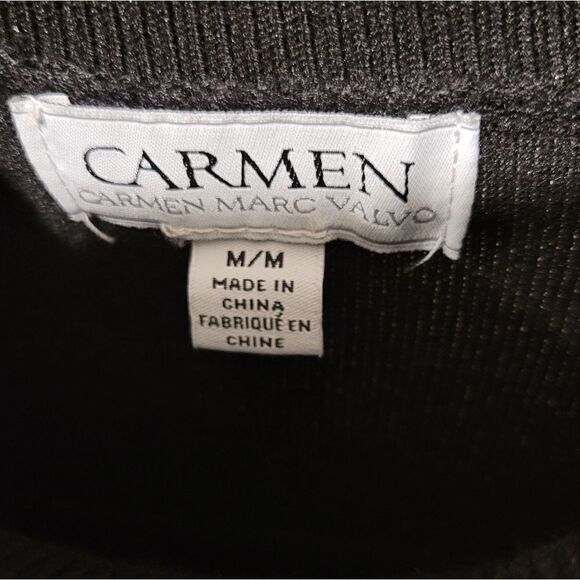 CARMEN
CARMEN MARC VALVO
M/M
MADE IN
CHINA
FABRIQUÉ EN
CHINE